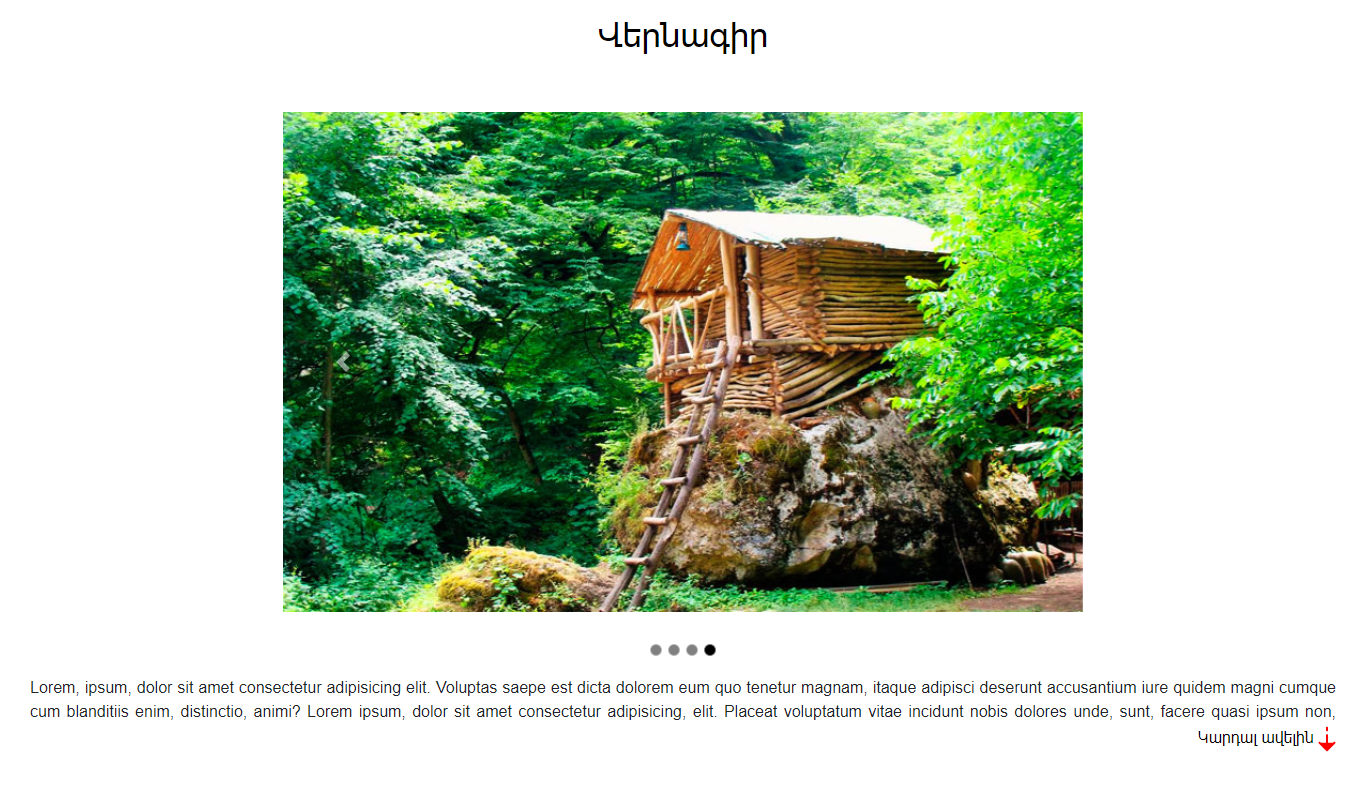 Վերնագիր
Lorem, ipsum, dolor sit amet consectetur adipisicing elit. Voluptas saepe est dicta dolorem eum quo tenetur magnam, itaque adipisci deserunt accusantium iure quidem magni cumque
cum blanditiis enim, distinctio, animi? Lorem ipsum, dolor sit amet consectetur adipisicing, elit. Placeat voluptatum vitae incidunt nobis dolores unde, sunt, facere quasi ipsum non,
Կարդալ ավելին